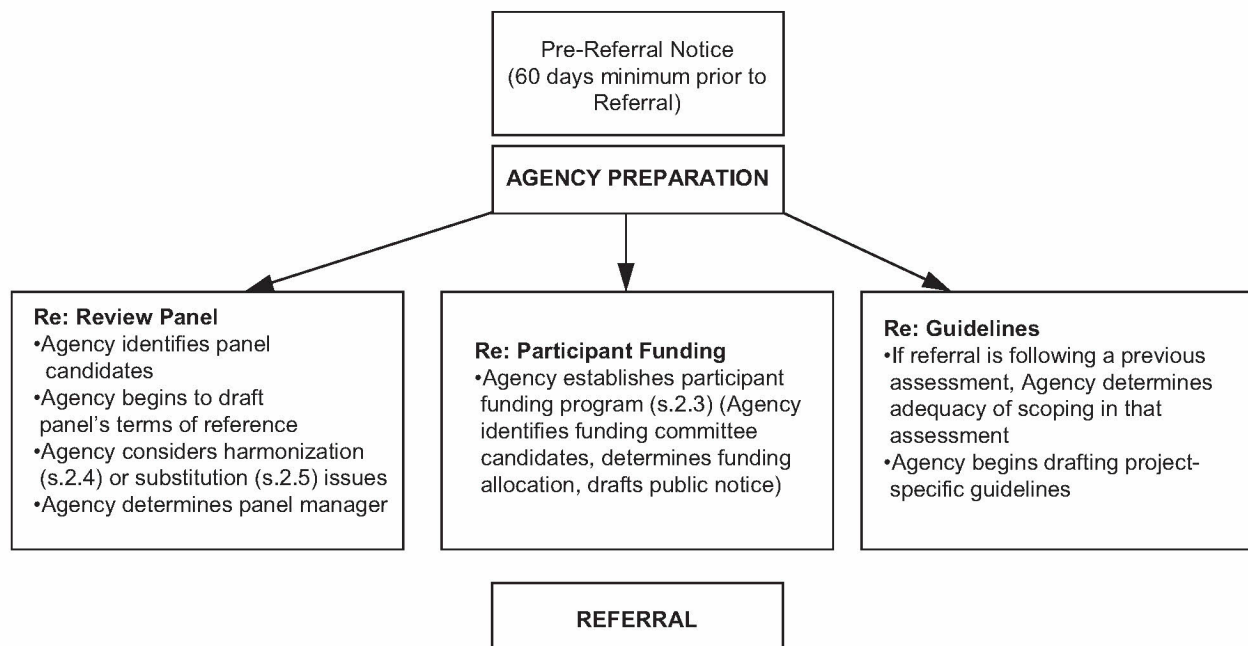 Pre-Referral Notice
(60 days minimum prior to
Referral)
AGENCY PREPARATION
Re: Review Panel
•Agency identifies panel
candidates
•Agency begins to draft
panel's terms of reference
•Agency considers harmonization
(s.2.4) or substitution (s.2.5) issues
•Agency determines panel manager
Re: Participant Funding
•Agency establishes participant
funding program (s.2.3) (Agency
identifies funding committee
candidates, determines funding
allocation, drafts public notice)
Re: Guidelines
•If referral is following a previous
assessment, Agency determines
adequacy of scoping in that
assessment
•Agency begins drafting project-
specific guidelines
REFERRAL